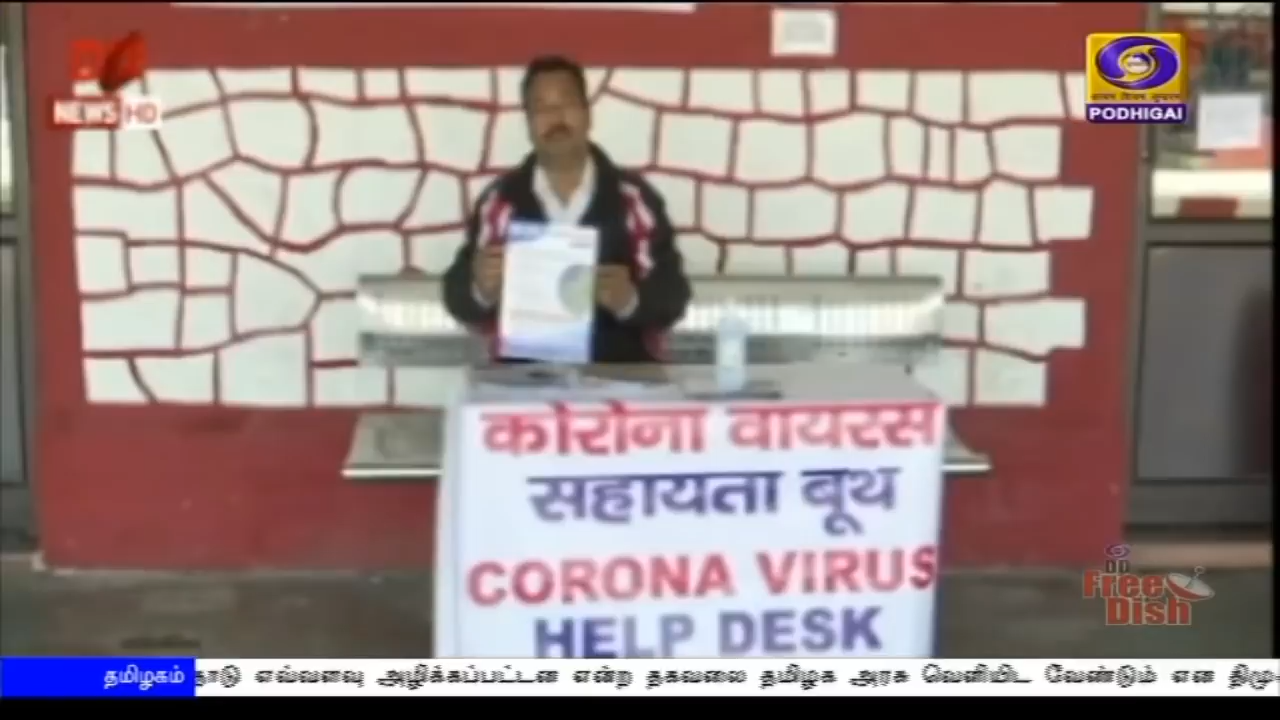 NEWS HD
PODHIGAI
कोरोना वायरस
सहायता बूथ
CORONA VIRUS
HELP DESK
DD
Free
Dish
தமிழகம்
நாடு எவ்வளவு அழிக்கப்பட்டன என்ற தகவலை தமிழக அரசு வெளியிட வேண்டும் என திமு